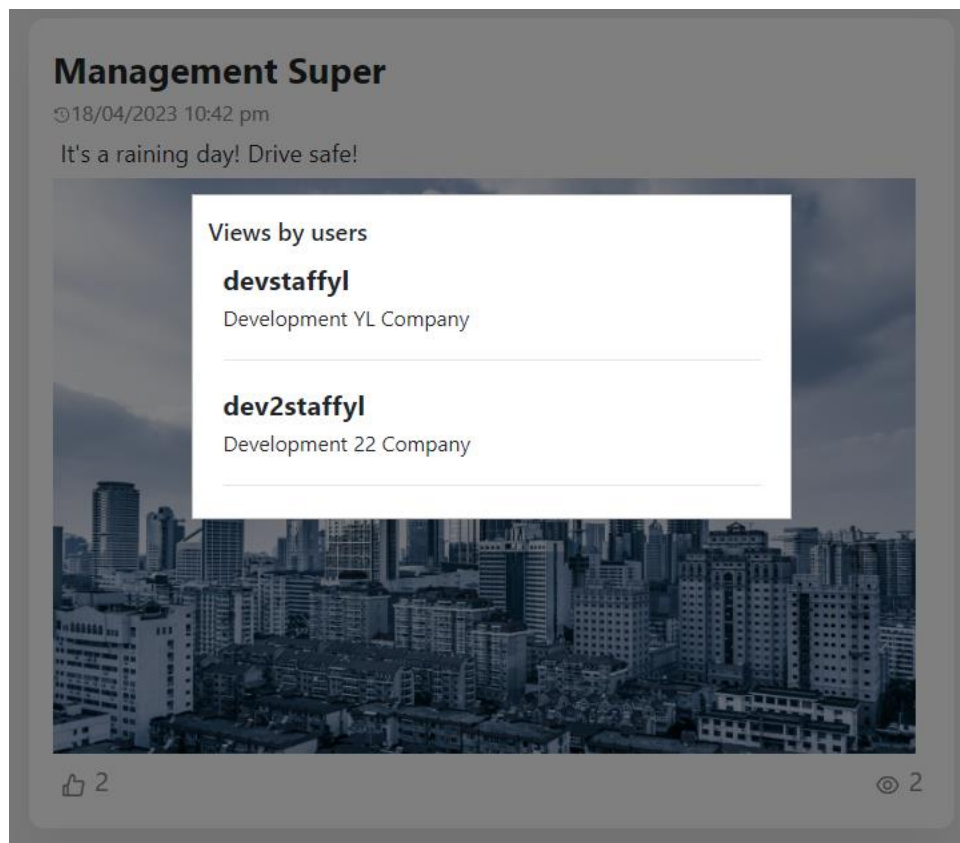 Management Super
18/04/2023 10:42 pm
It's a raining day! Drive safe!
Views by users
devstaffyl
Development YL Company
dev2staffyl
Development 22 Company
2
2